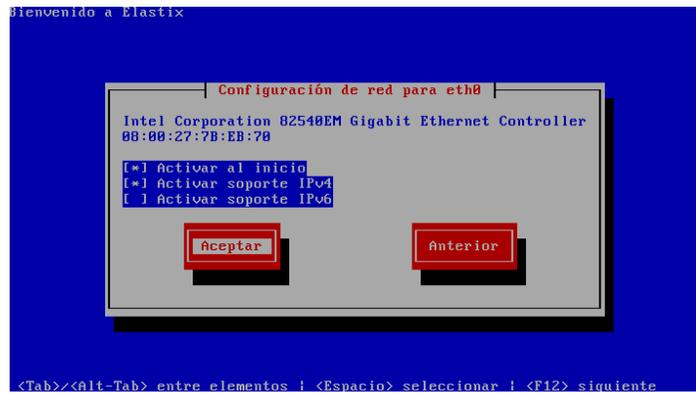 Bienvenido a Elastix
Configuración de red para eth0
Intel Corporation 82540EM Gigabit Ethernet Controller
08:00:27:7B:EB:70
[*] Activar al inicio
[*] Activar soporte IPv4
[ ] Activar soporte IPv6
Aceptar Anterior
<Tab>/<Alt-Tab> entre elementos | <Espacio> seleccionar | <F12> siguiente